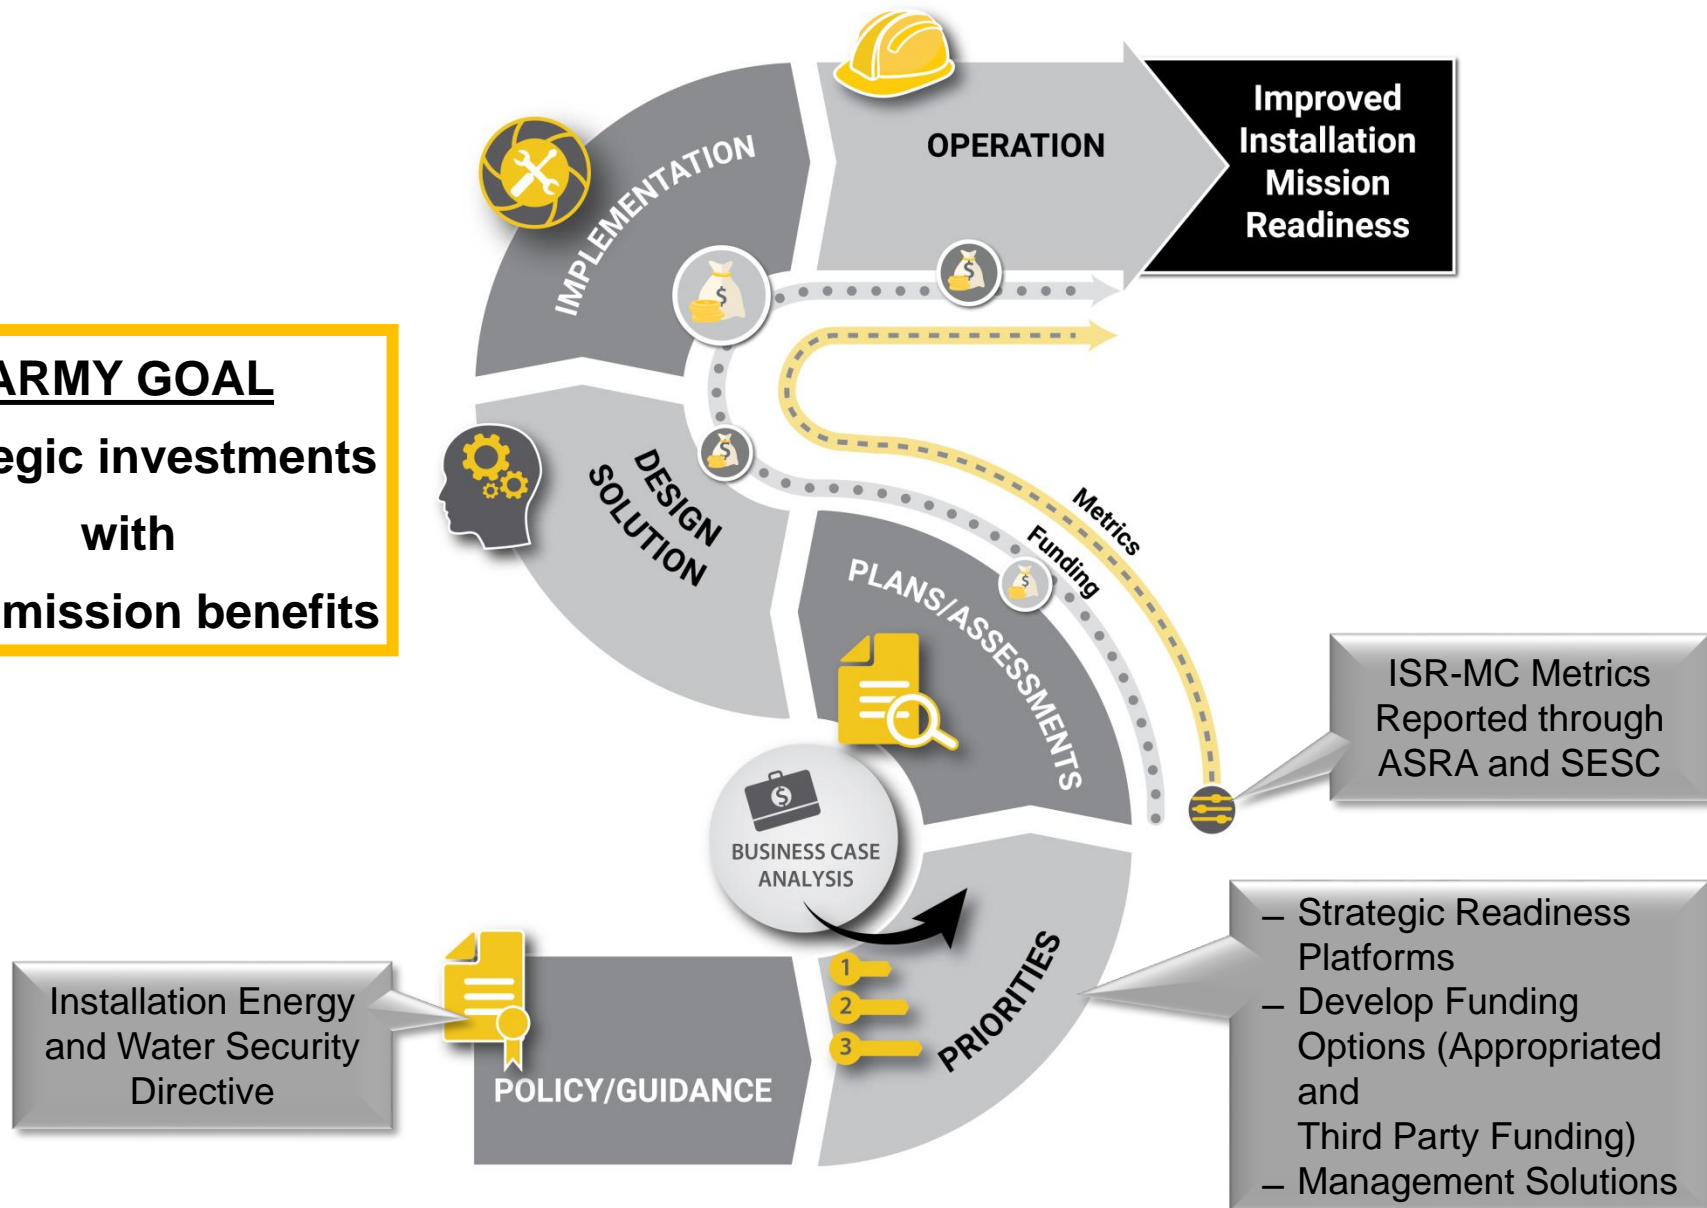 OPERATION
Improved
Installation
Mission
Readiness
IMPLEMENTATION
$
$
ARMY GOAL
egic investments
with
mission benefits
DESIGN
SOLUTION
$
Metrics
Funding
$
PLANS/ASSESSMENTS
ISR-MC Metrics
Reported through
ASRA and SESC
$
BUSINESS CASE
ANALYSIS
PRIORITIES
1
2
3
– Strategic Readiness
Platforms
– Develop Funding
Options (Appropriated
and
Third Party Funding)
– Management Solutions
Installation Energy
and Water Security
Directive
POLICY/GUIDANCE